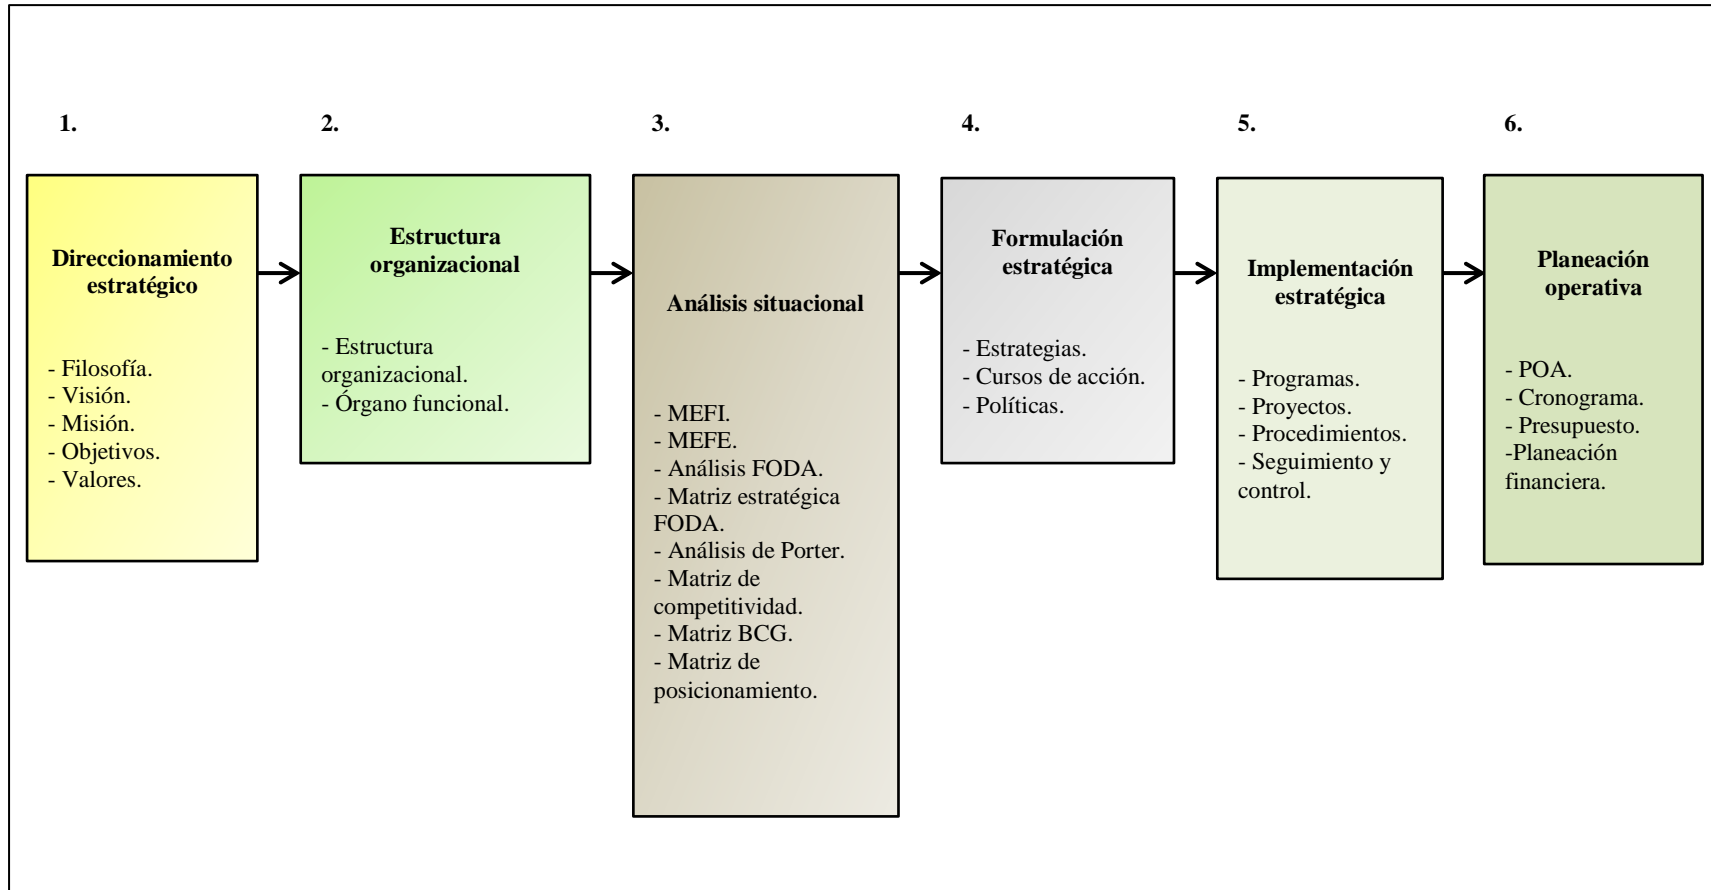 1.
Direccionamiento
estratégico
- Filosofía.
- Visión.
- Misión.
- Objetivos.
- Valores.
2.
Estructura
organizacional
- Estructura
organizacional.
- Órgano funcional.
3.
Análisis situacional
- MEFI.
- MEFE.
- Análisis FODA.
- Matriz estratégica
FODA.
- Análisis de Porter.
- Matriz de
competitividad.
- Matriz BCG.
- Matriz de
posicionamiento.
4.
Formulación
estratégica
- Estrategias.
- Cursos de acción.
- Políticas.
5.
Implementación
estratégica
- Programas.
- Proyectos.
- Procedimientos.
- Seguimiento y
control.
6.
Planeación
operativa
- POA.
- Cronograma.
- Presupuesto.
-Planeación
financiera.